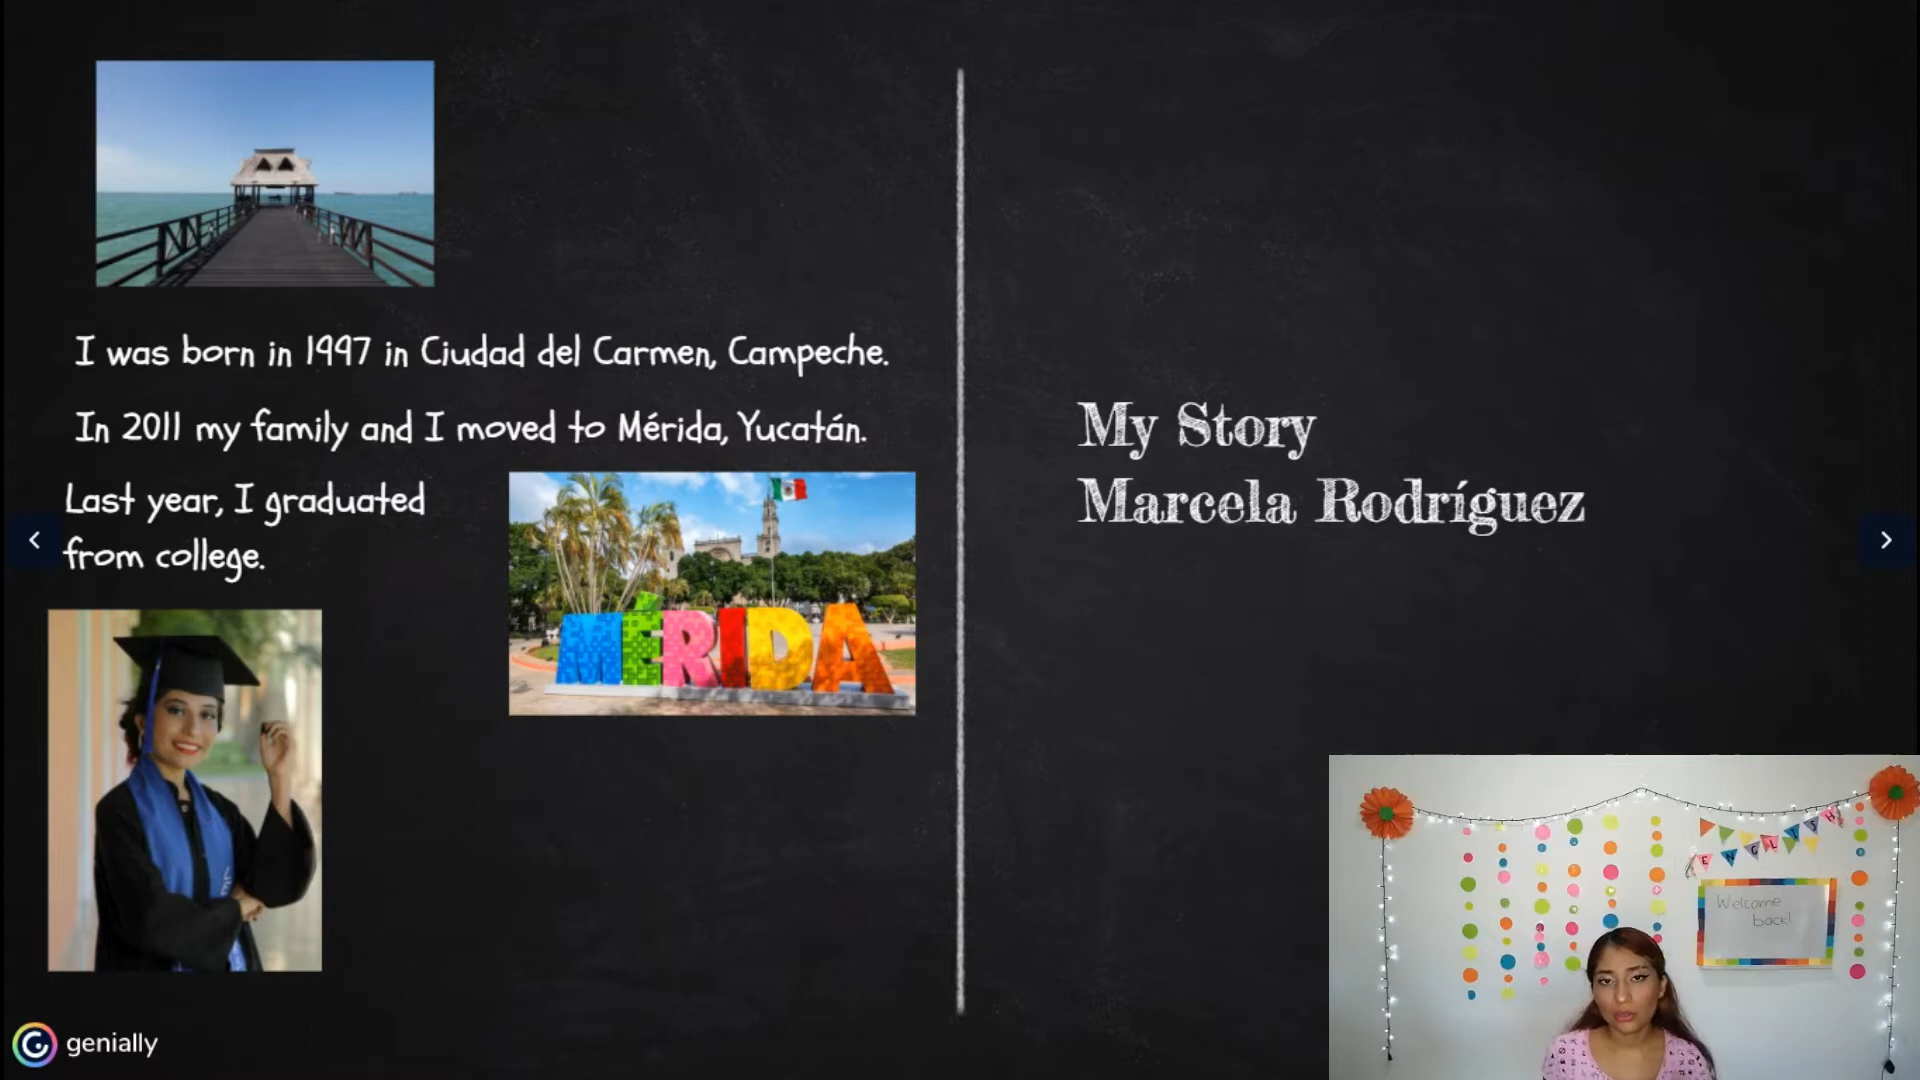 I was born in 1997 in Ciudad del Carmen, Campeche.
In 2011 my family and I moved to Mérida, Yucatán.
Last year, I graduated
from college.
MÉRIDA
genially
My Story
Marcela Rodríguez
ENGLISH
Welcome
back!